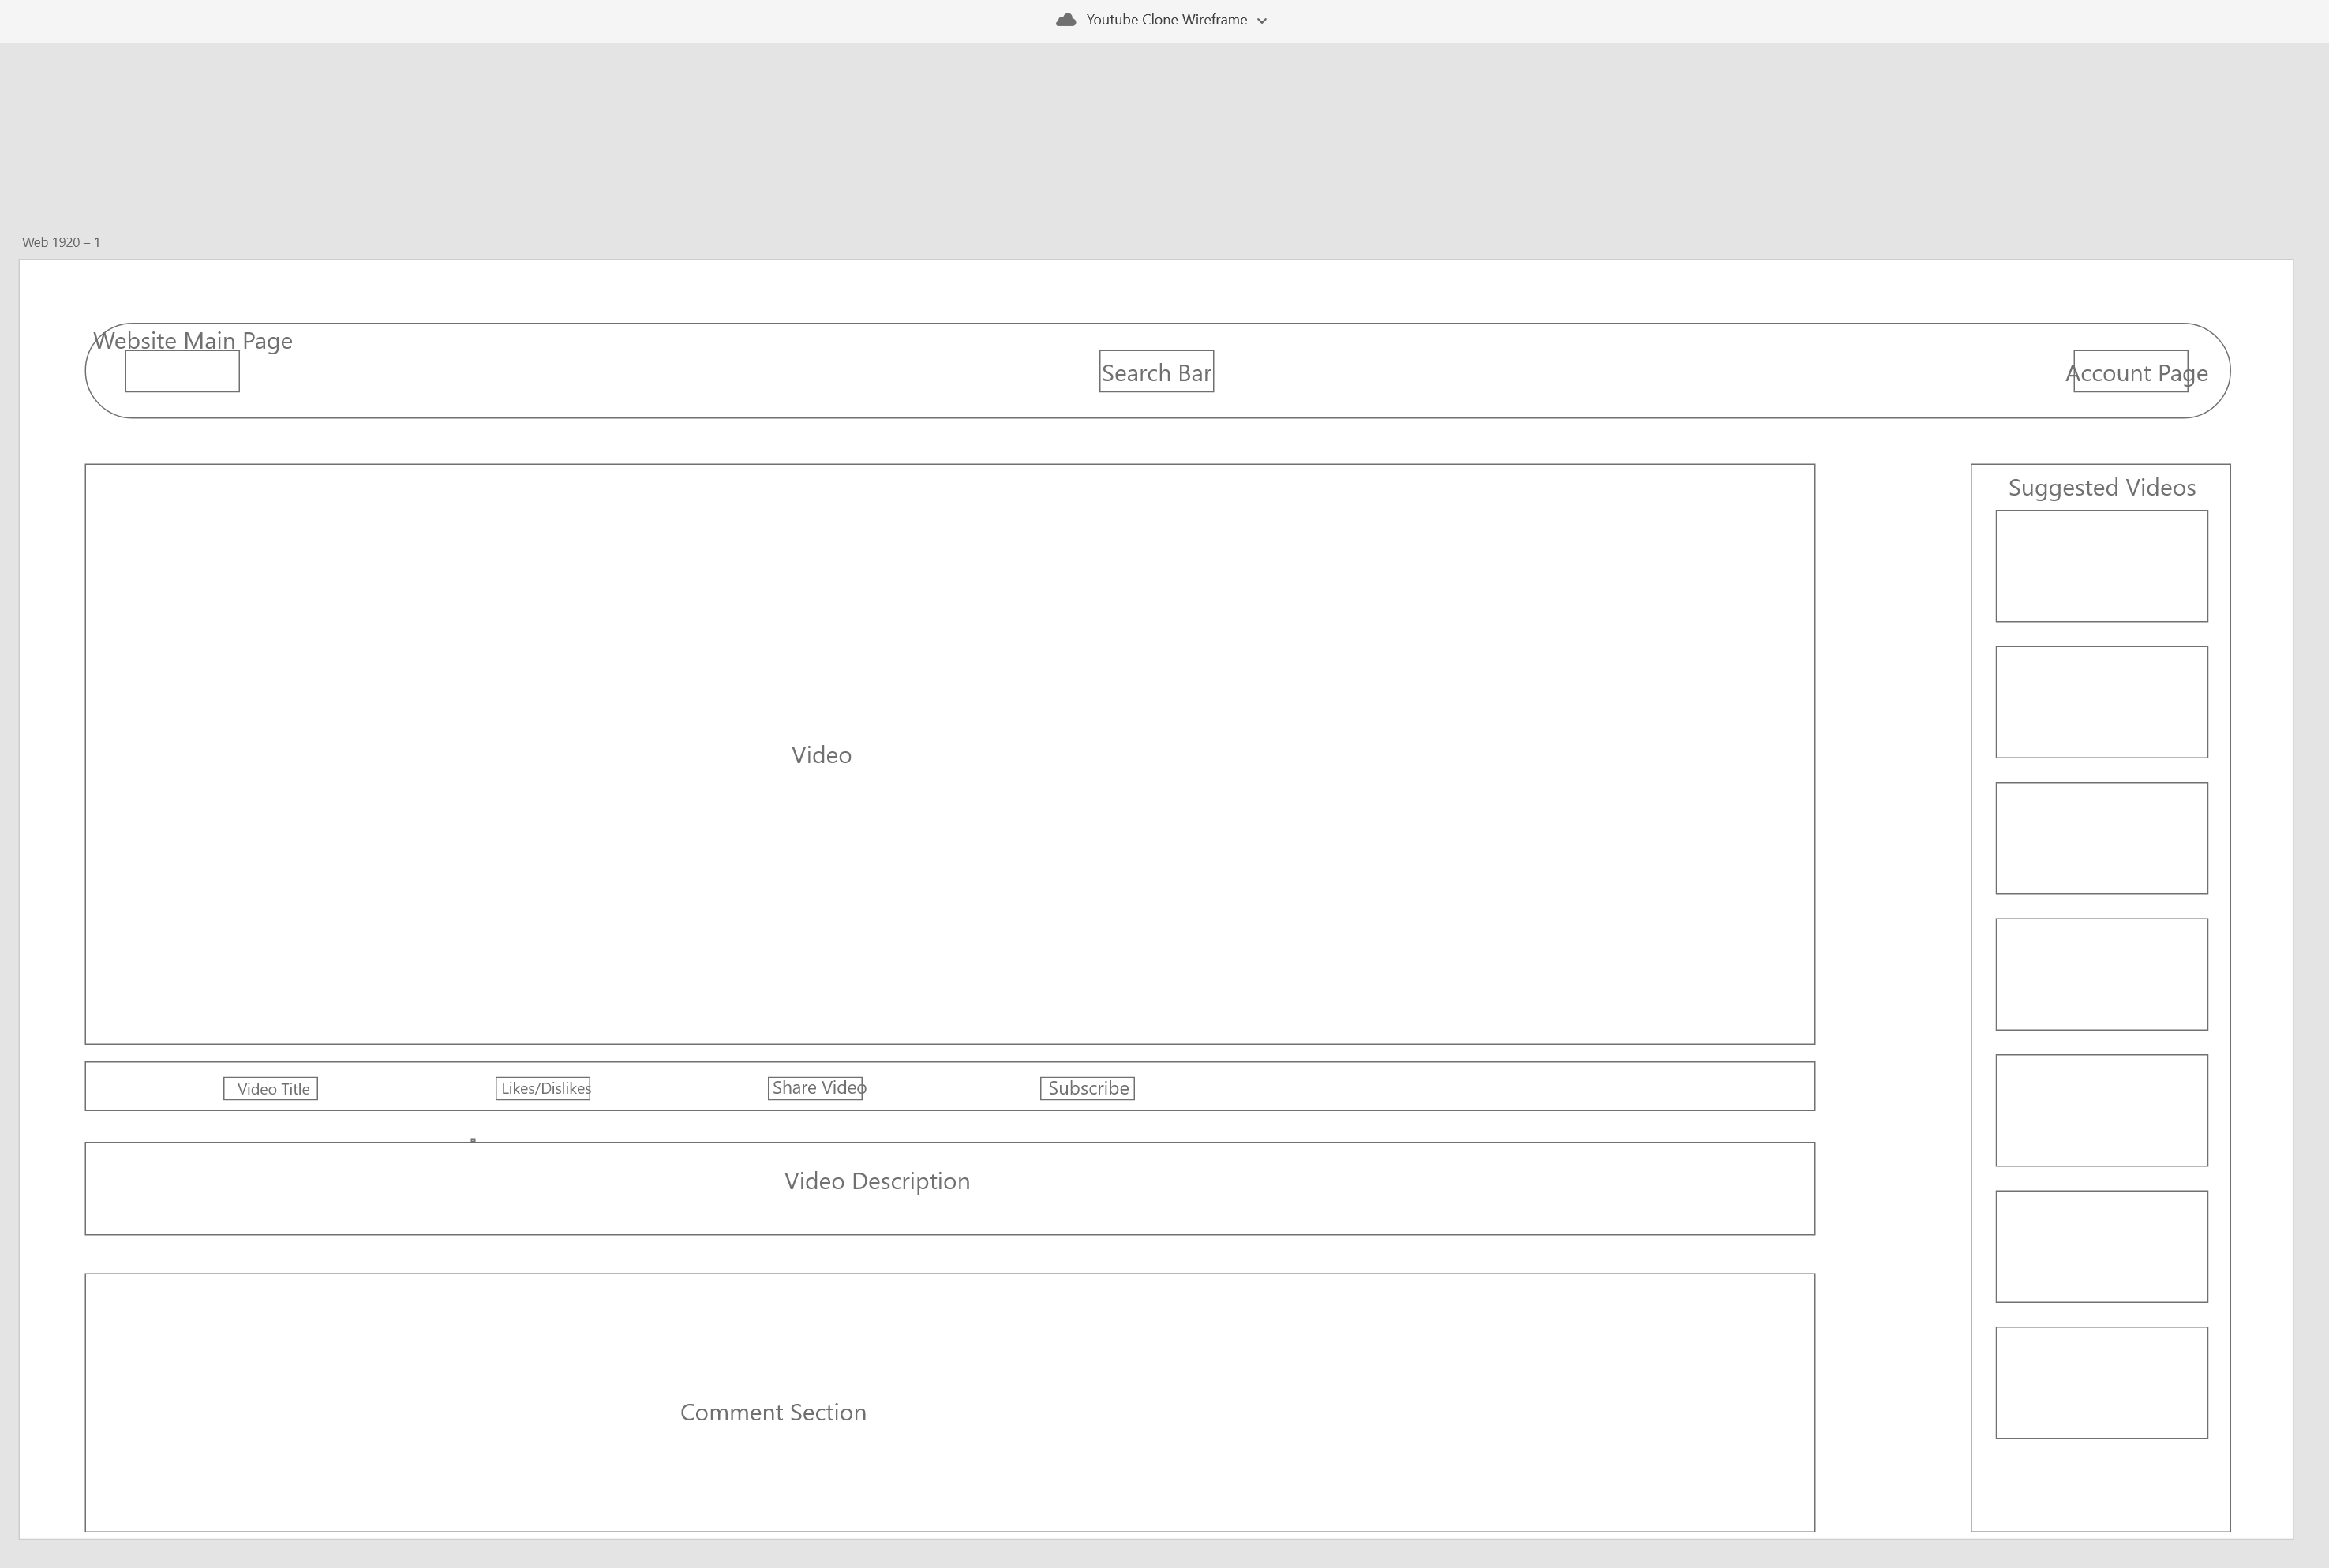 Youtube Clone Wireframe
Web 1920 – 1
Website Main Page
Search Bar
Account Page
Suggested Videos
Video
Video Title
Likes/Dislikes
Share Video
Subscribe
Video Description
Comment Section